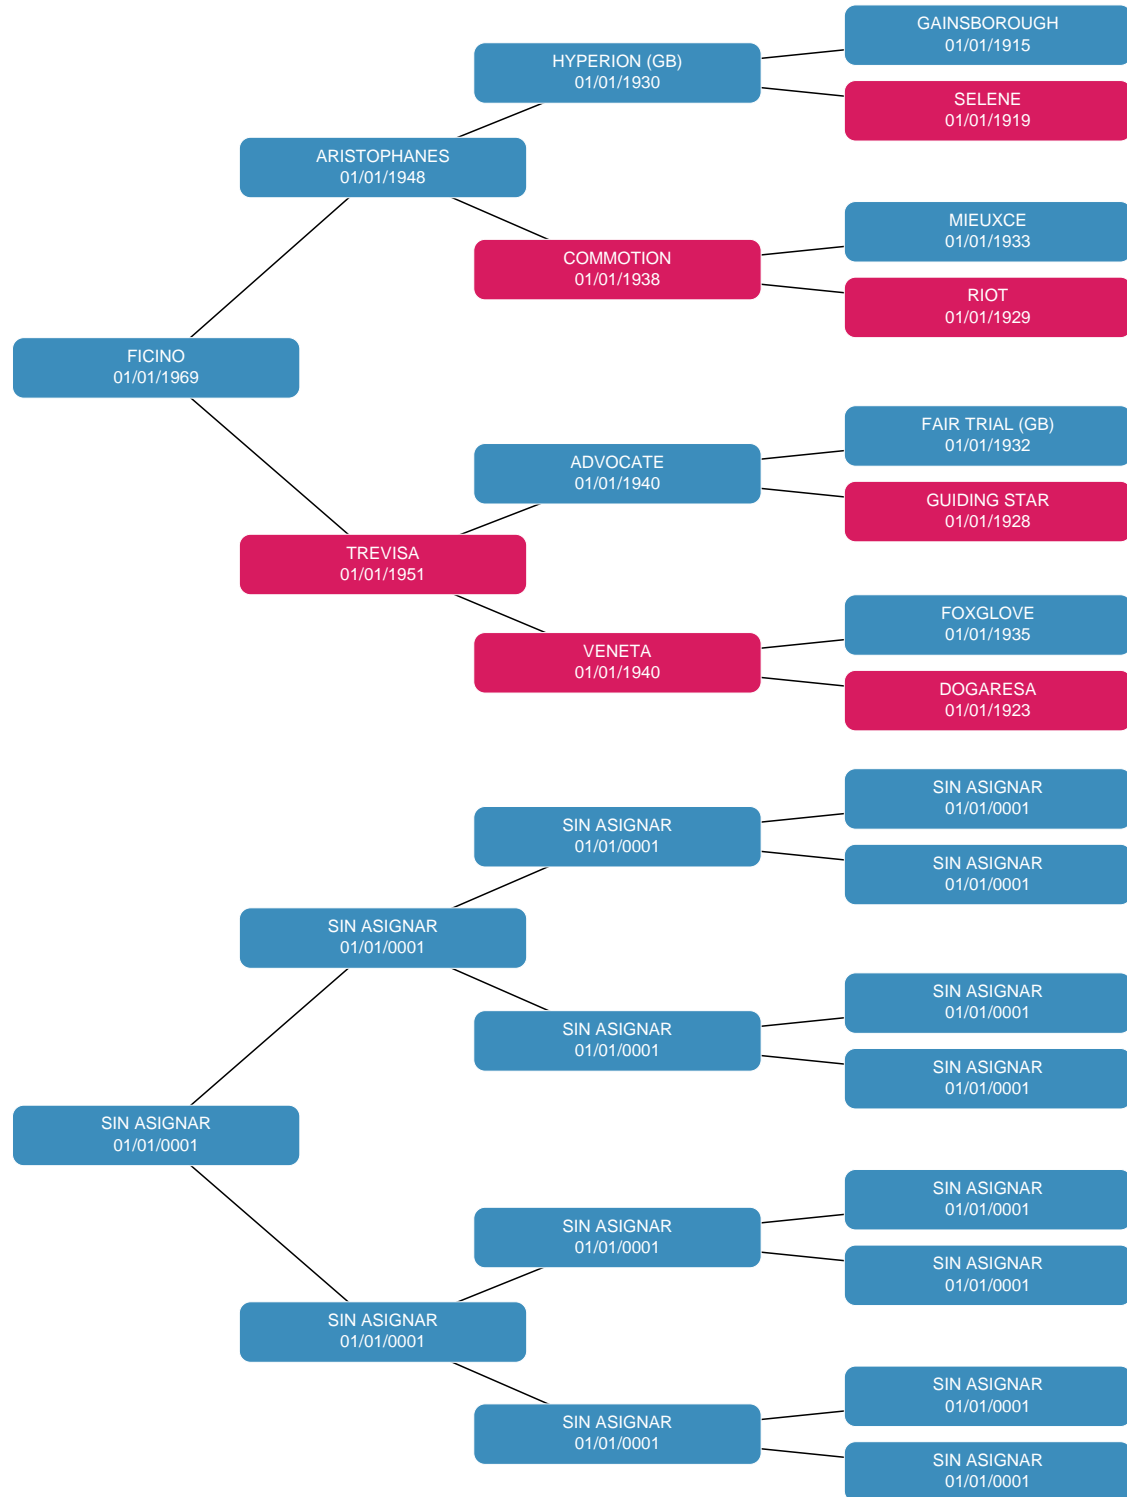 GAINSBOROUGH
01/01/1915
HYPERION (GB)
01/01/1930
SELENE
01/01/1919
ARISTOPHANES
01/01/1948
MIEUXCE
01/01/1933
COMMOTION
01/01/1938
RIOT
01/01/1929
FICINO
01/01/1969
FAIR TRIAL (GB)
01/01/1932
ADVOCATE
01/01/1940
GUIDING STAR
01/01/1928
TREVISA
01/01/1951
FOXGLOVE
01/01/1935
VENETA
01/01/1940
DOGARESA
01/01/1923
SIN ASIGNAR
01/01/0001
SIN ASIGNAR
01/01/0001
SIN ASIGNAR
01/01/0001
SIN ASIGNAR
01/01/0001
SIN ASIGNAR
01/01/0001
SIN ASIGNAR
01/01/0001
SIN ASIGNAR
01/01/0001
SIN ASIGNAR
01/01/0001
SIN ASIGNAR
01/01/0001
SIN ASIGNAR
01/01/0001
SIN ASIGNAR
01/01/0001
SIN ASIGNAR
01/01/0001
SIN ASIGNAR
01/01/0001
SIN ASIGNAR
01/01/0001
SIN ASIGNAR
01/01/0001